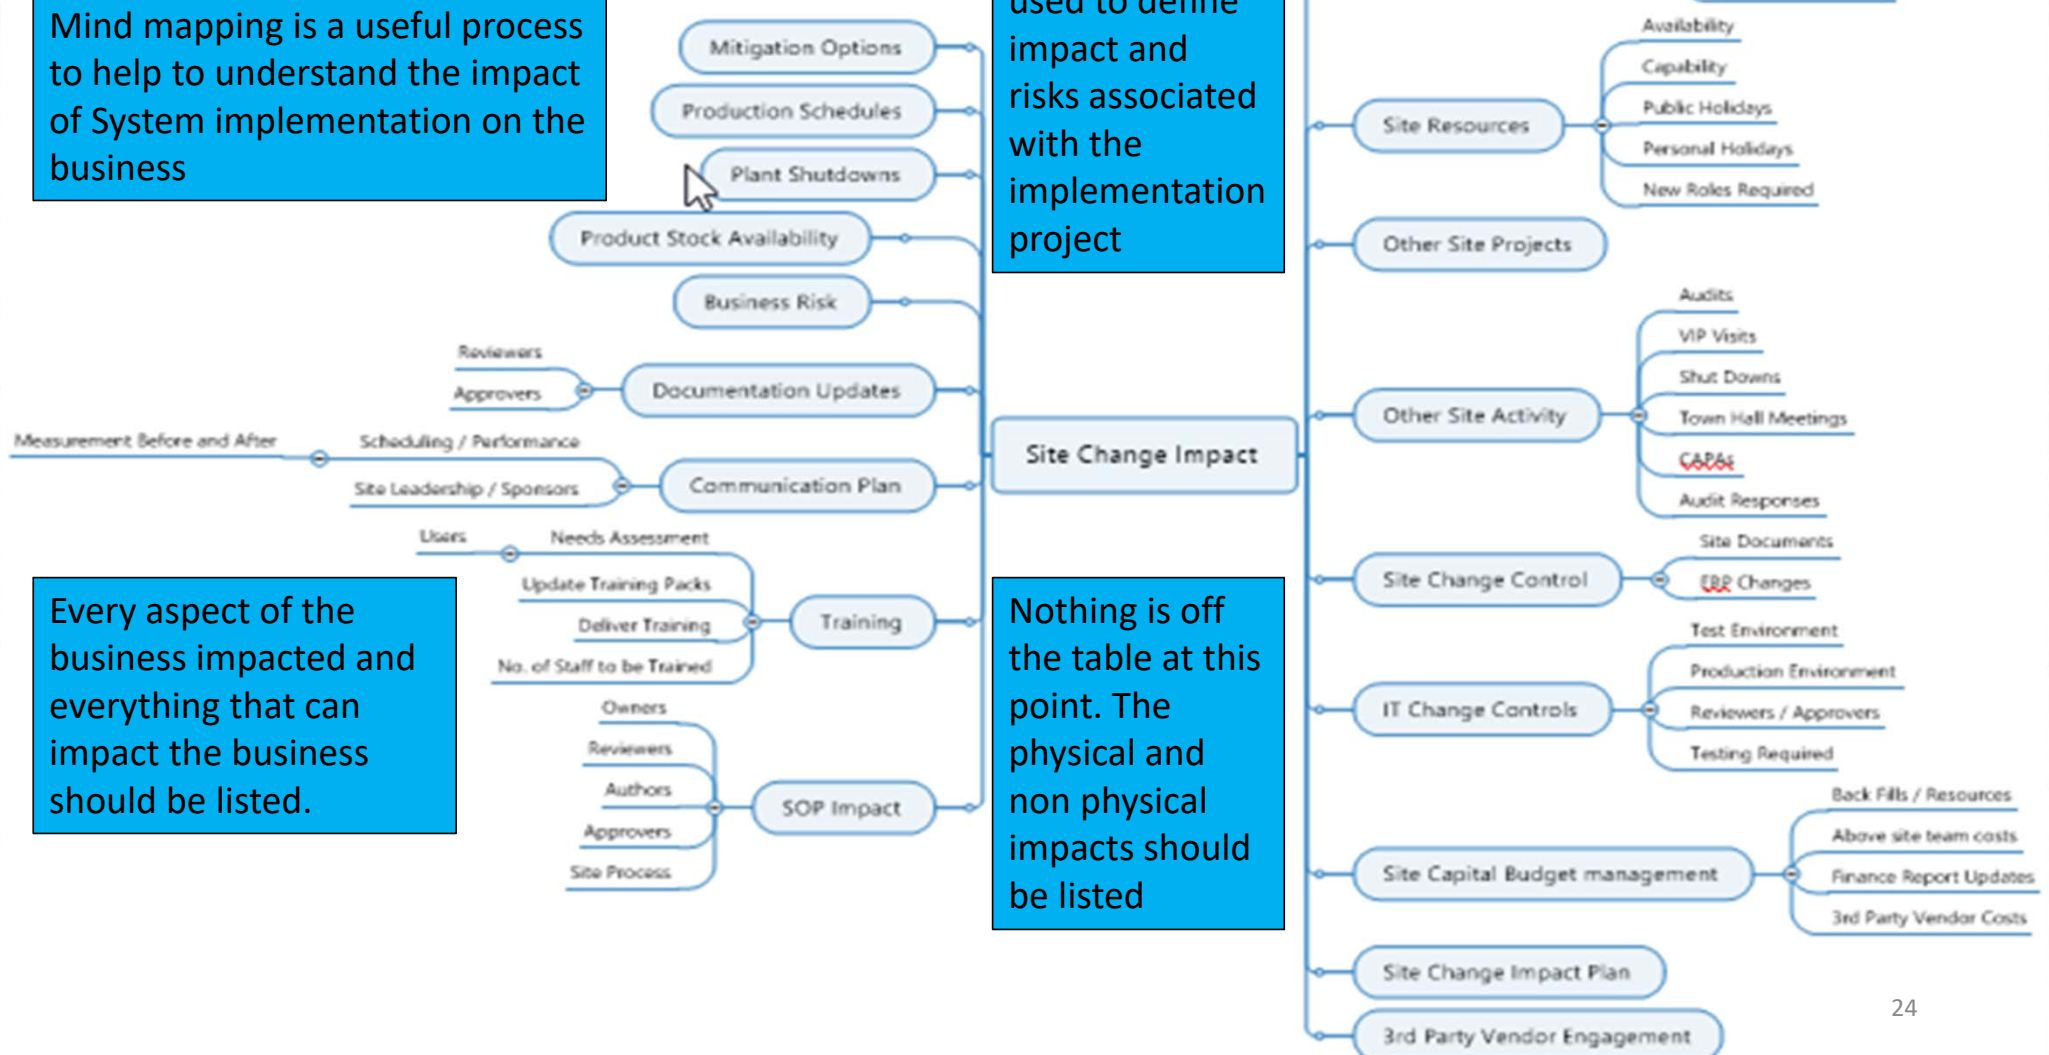 Mind mapping is a useful process
to help to understand the impact
of System implementation on the
business
used to define
impact and
risks associated
with the
implementation
project
Mitigation Options
Production Schedules
Plant Shutdowns
Product Stock Availability
Business Risk
Reviewers
Approvers
Documentation Updates
Measurement Before and After
Scheduling / Performance
Site Leadership / Sponsors
Communication Plan
Users
Needs Assessment
Update Training Packs
Deliver Training
No. of Staff to be Trained
Training
Owners
Reviewers
Authors
Approvers
Site Process
SOP Impact
Every aspect of the
business impacted and
everything that can
impact the business
should be listed.
Site Change Impact
Nothing is off
the table at this
point. The
physical and
non physical
impacts should
be listed
Site Resources
Availability
Capability
Public Holidays
Personal Holidays
New Roles Required
Other Site Projects
Other Site Activity
Audits
VIP Visits
Shut Downs
Town Hall Meetings
CAPAs
Audit Responses
Site Change Control
Site Documents
ERP Changes
IT Change Controls
Test Environment
Production Environment
Reviewers / Approvers
Testing Required
Site Capital Budget management
Back Fills / Resources
Above site team costs
Finance Report Updates
3rd Party Vendor Costs
Site Change Impact Plan
3rd Party Vendor Engagement
24